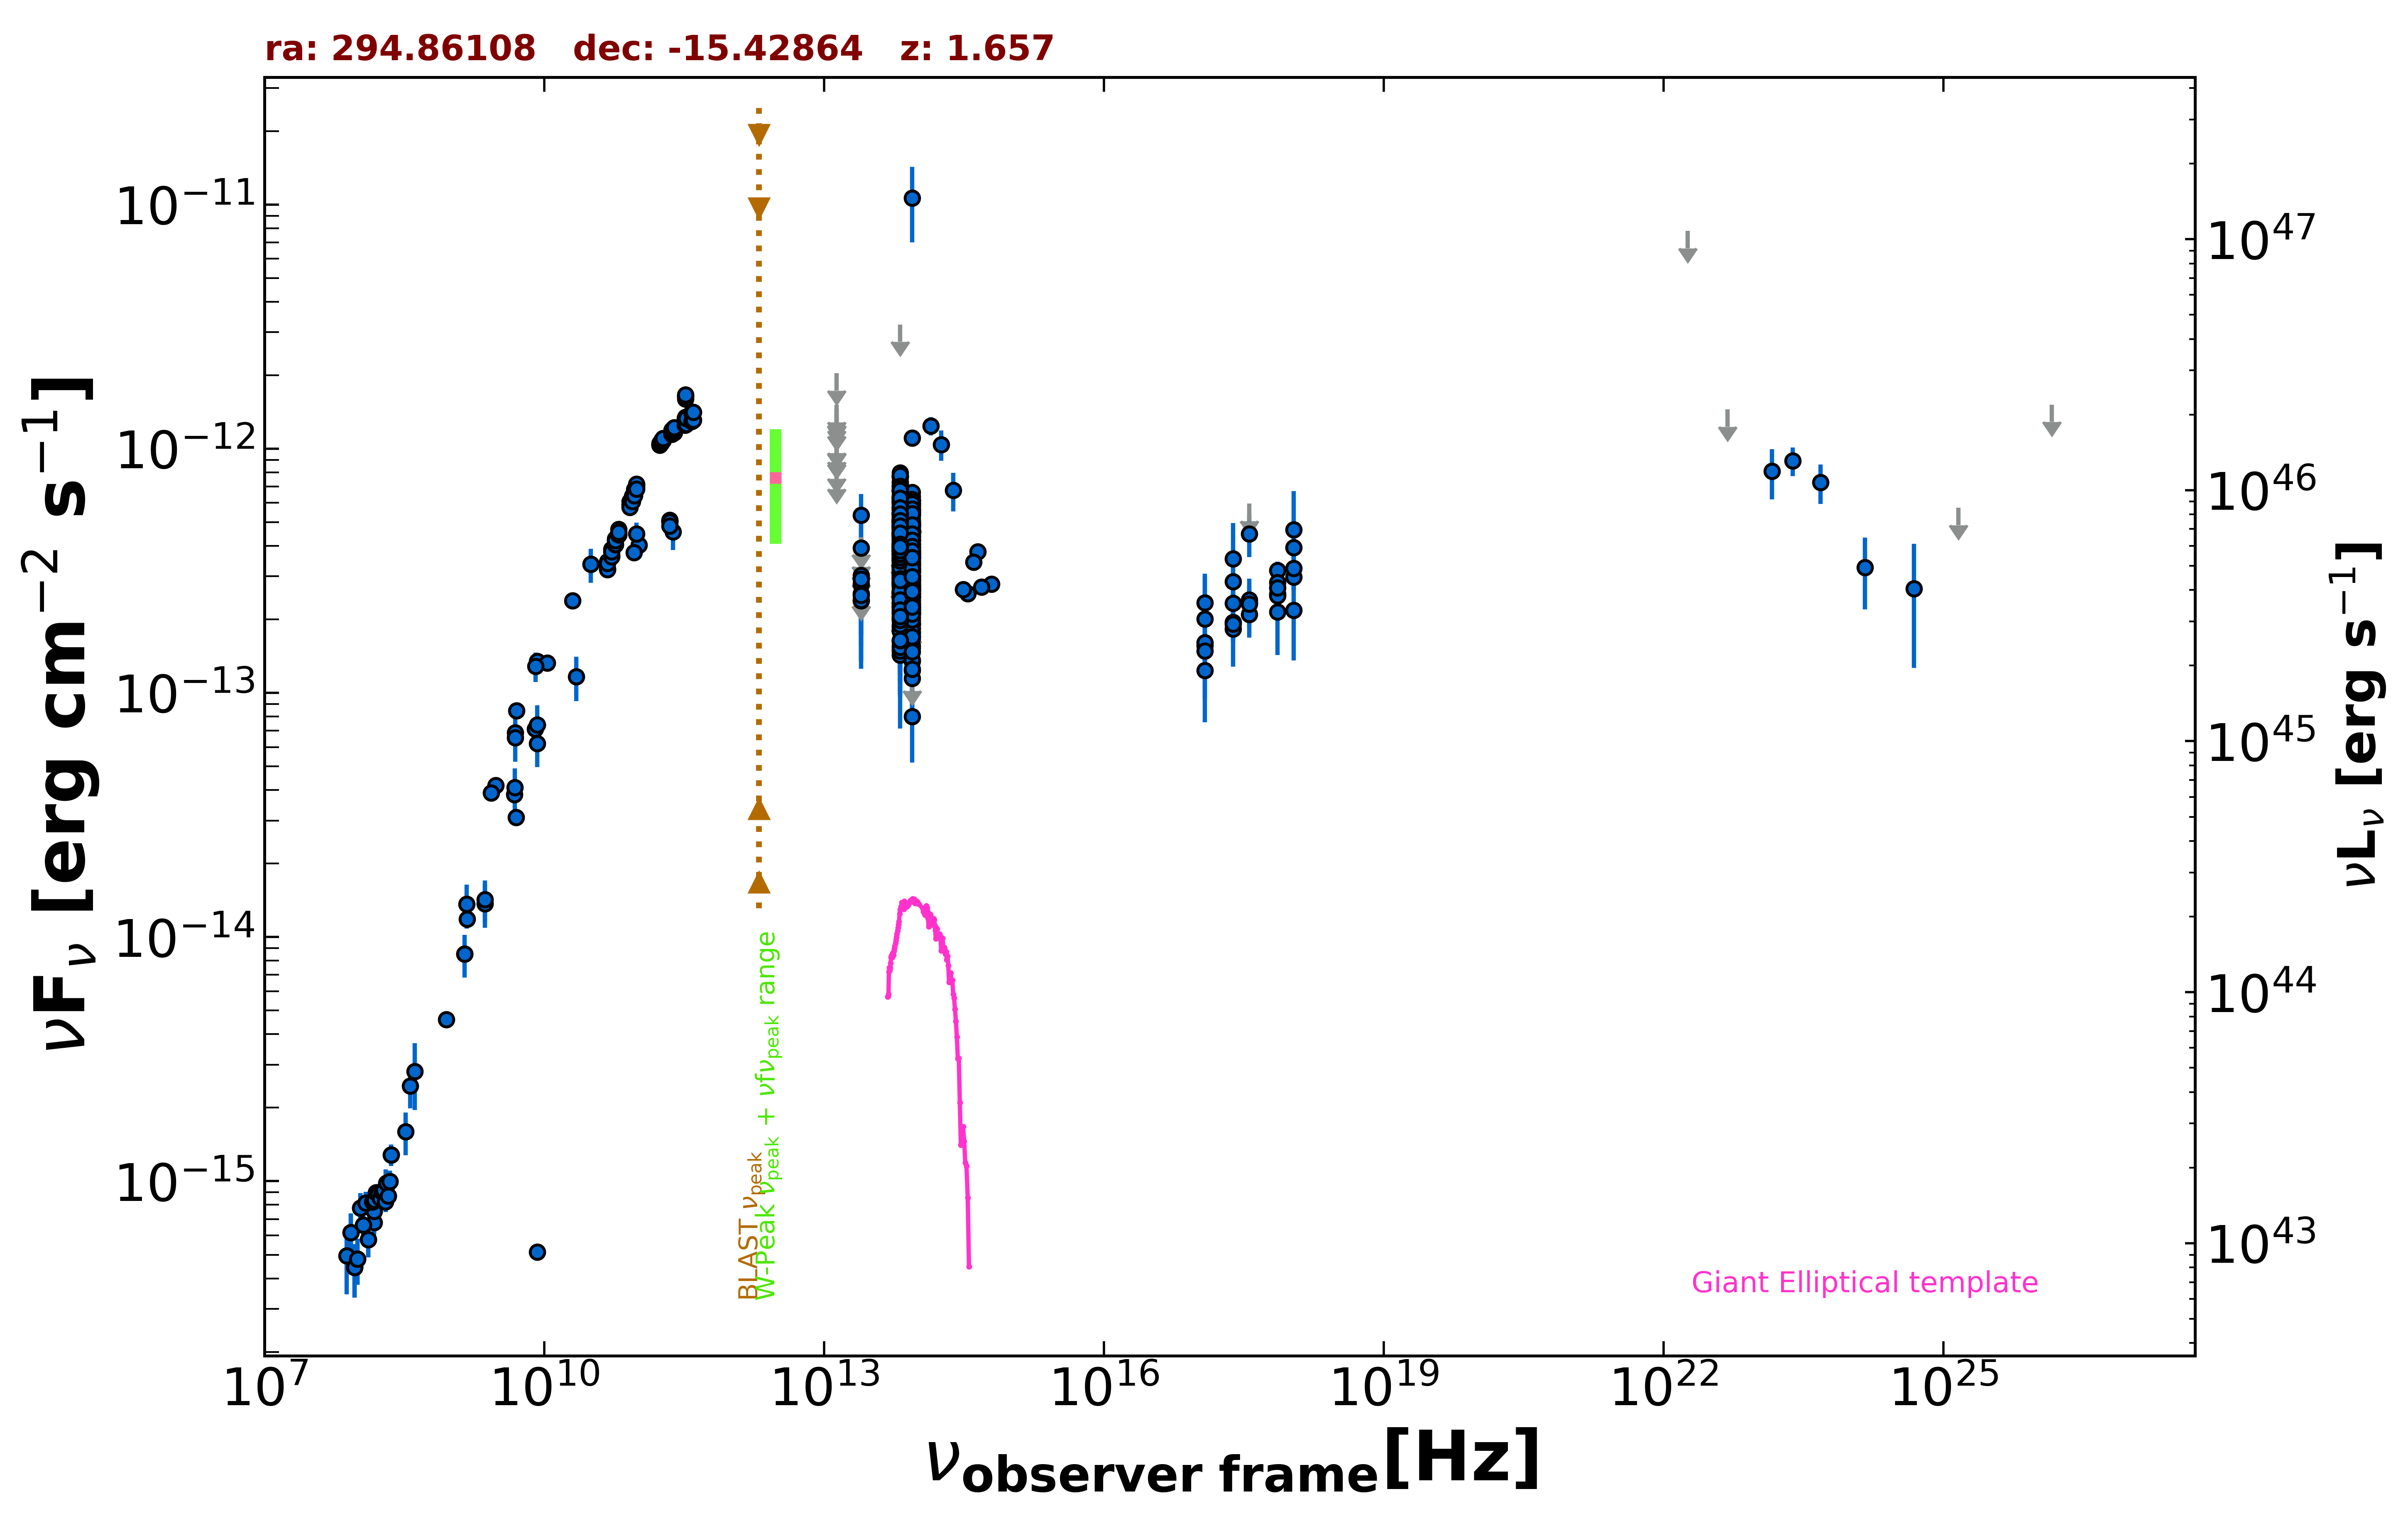 ra: 294.86108 dec: -15.42864 z: 1.657
νFν [erg cm−2 s−1]
10−11
10−12
10−13
10−14
10−15
1047
1046
1045
1044
1043
νLν [erg s−1]
BLAST νpeak
W-Peak νpeak + νfνpeak range
Giant Elliptical template
107
1010
1013
1016
1019
1022
1025
νobserver frame[Hz]